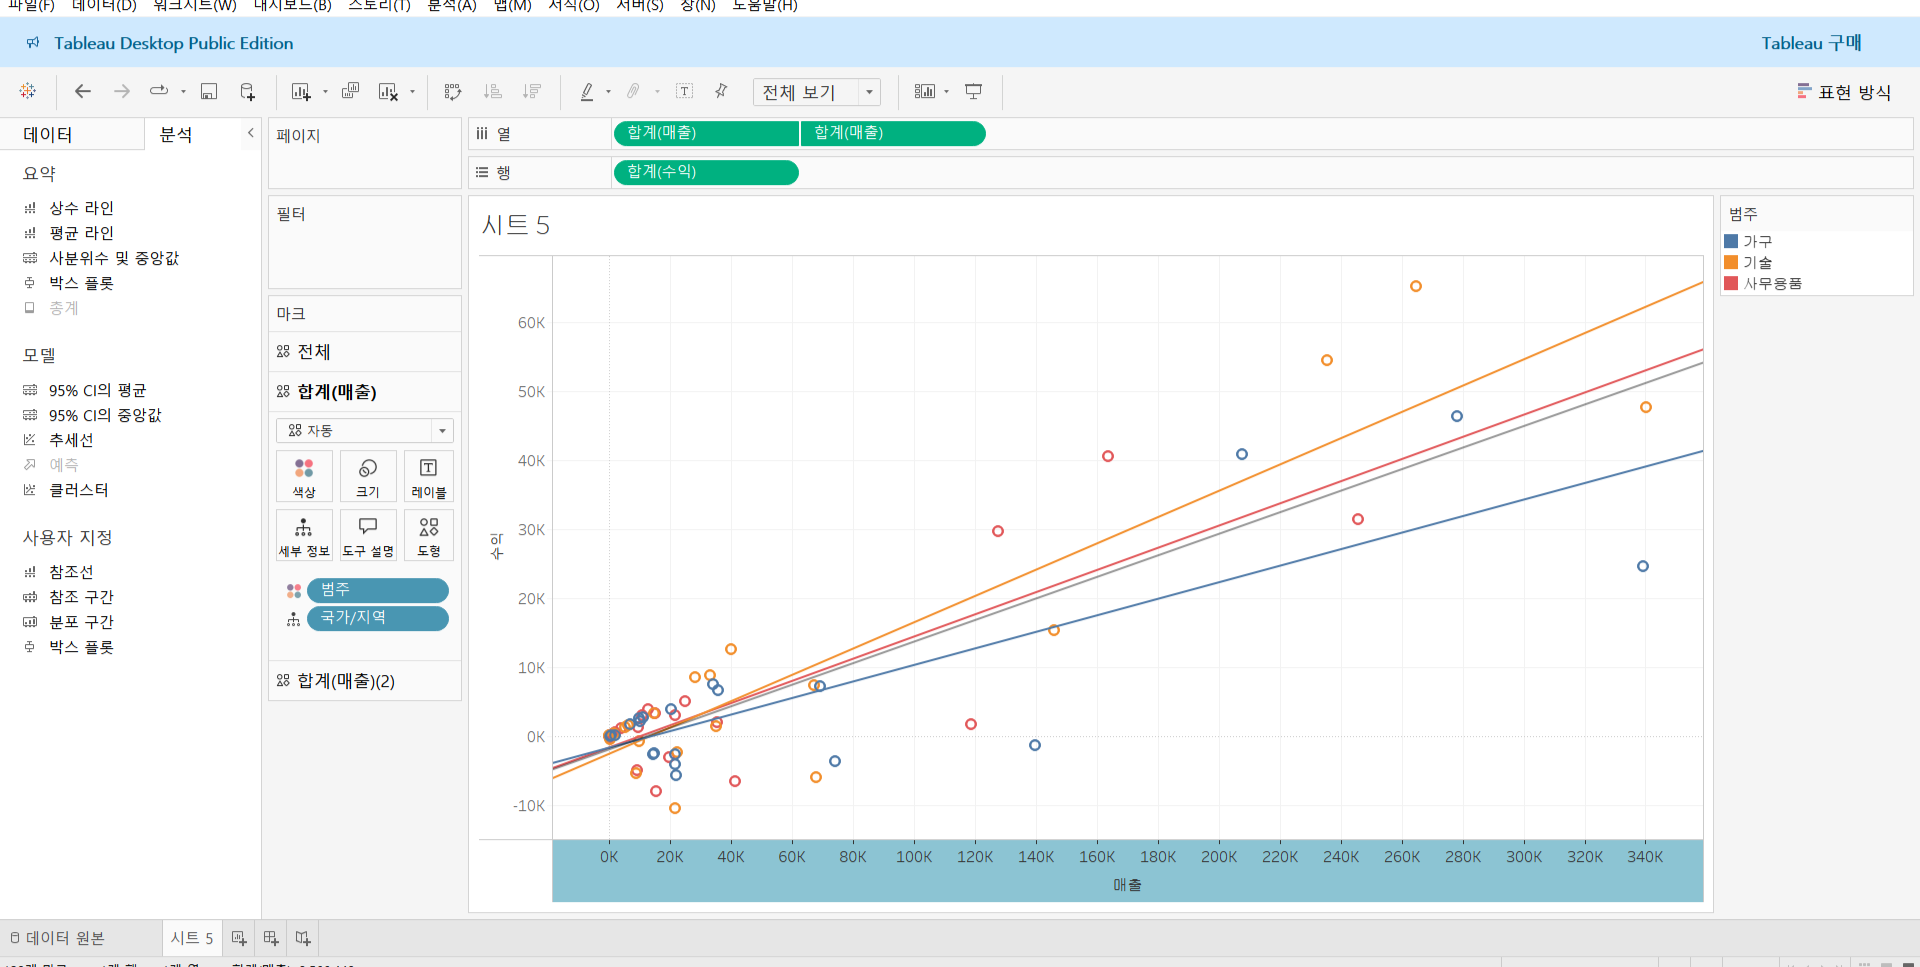 파일(F) 데이터(D) 워크시트(W) 대시보드(B) 스토리(T) 분석(A) 맵(M) 서식(O) 서버(S) 창(N) 도움말(H)
Tableau Desktop Public Edition
Tableau 구매
전체 보기
표현 방식
데이터 분석
요약
상수 라인
평균 라인
사분위수 및 중앙값
박스 플롯
총계
모델
95% CI의 평균
95% CI의 중앙값
추세선
예측
클러스터
사용자 지정
참조선
참조 구간
분포 구간
박스 플롯
페이지
필터
마크
전체
합계(매출)
자동
색상 크기 레이블
세부 정보 도구 설명 도형
범주
국가/지역
합계(매출)(2)
열 합계(매출) 합계(매출)
행 합계(수익)
시트 5
수익
60K
50K
40K
30K
20K
10K
0K
-10K
0K 20K 40K 60K 80K 100K 120K 140K 160K 180K 200K 220K 240K 260K 280K 300K 320K 340K
매출
범주
가구
기술
사무용품
데이터 원본 시트 5